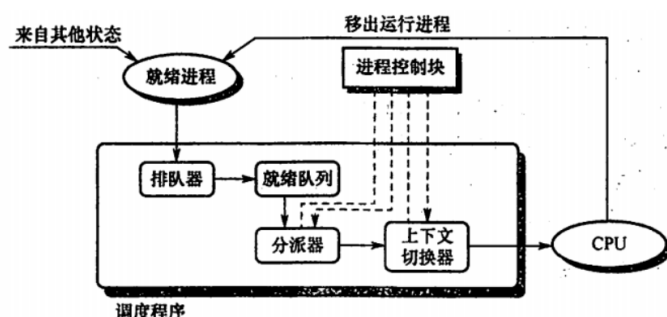 移出运行进程
来自其他状态
进程控制块
就绪进程
排队器
就绪队列
分派器
上下文
切换器
CPU
调度程序